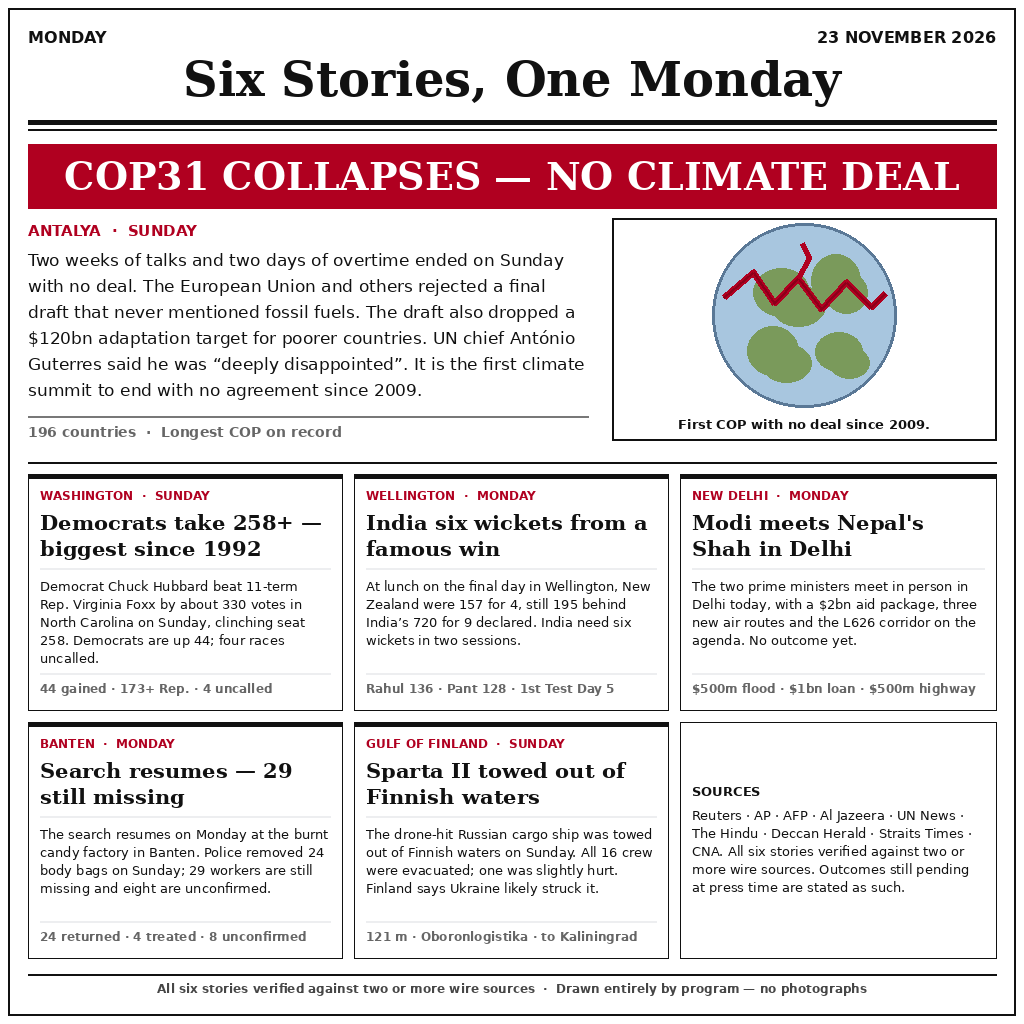 MONDAY
23 NOVEMBER 2026
Six Stories, One Monday
COP31 COLLAPSES — NO CLIMATE DEAL
ANTALYA · SUNDAY
Two weeks of talks and two days of overtime ended on Sunday
with no deal. The European Union and others rejected a final
draft that never mentioned fossil fuels. The draft also dropped a
$120bn adaptation target for poorer countries. UN chief António
Guterres said he was “deeply disappointed”. It is the first climate
summit to end with no agreement since 2009.
196 countries · Longest COP on record
First COP with no deal since 2009.
WASHINGTON · SUNDAY
Democrats take 258+ —
biggest since 1992
Democrat Chuck Hubbard beat 11-term
Rep. Virginia Foxx by about 330 votes in
North Carolina on Sunday, clinching seat
258. Democrats are up 44; four races
uncalled.
44 gained · 173+ Rep. · 4 uncalled
WELLINGTON · MONDAY
India six wickets from a
famous win
At lunch on the final day in Wellington, New
Zealand were 157 for 4, still 195 behind
India’s 720 for 9 declared. India need six
wickets in two sessions.
Rahul 136 · Pant 128 · 1st Test Day 5
NEW DELHI · MONDAY
Modi meets Nepal's
Shah in Delhi
The two prime ministers meet in person in
Delhi today, with a $2bn aid package, three
new air routes and the L626 corridor on the
agenda. No outcome yet.
$500m flood · $1bn loan · $500m highway
BANTEN · MONDAY
Search resumes — 29
still missing
The search resumes on Monday at the burnt
candy factory in Banten. Police removed 24
body bags on Sunday; 29 workers are still
missing and eight are unconfirmed.
24 returned · 4 treated · 8 unconfirmed
GULF OF FINLAND · SUNDAY
Sparta II towed out of
Finnish waters
The drone-hit Russian cargo ship was towed
out of Finnish waters on Sunday. All 16 crew
were evacuated; one was slightly hurt.
Finland says Ukraine likely struck it.
121 m · Oboronlogistika · to Kaliningrad
SOURCES
Reuters · AP · AFP · Al Jazeera · UN News ·
The Hindu · Deccan Herald · Straits Times ·
CNA. All six stories verified against two or
more wire sources. Outcomes still pending
at press time are stated as such.
All six stories verified against two or more wire sources · Drawn entirely by program — no photographs